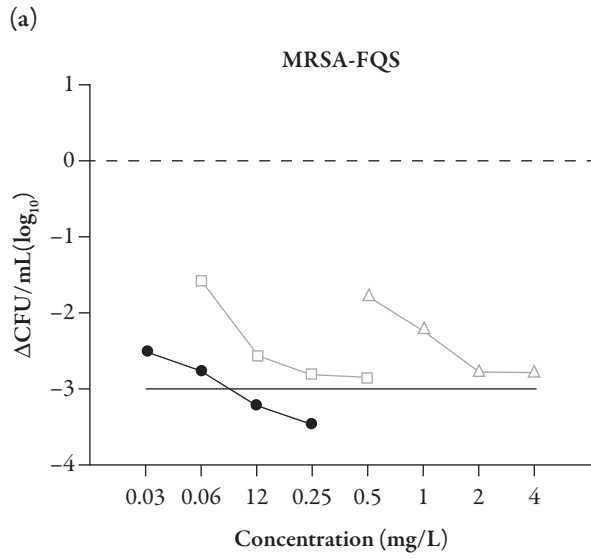 (a)
MRSA-FQS
1
0
−1
−2
−3
−4
ΔCFU/mL(log₁₀)
0.03 0.06 12 0.25 0.5 1 2 4
Concentration (mg/L)